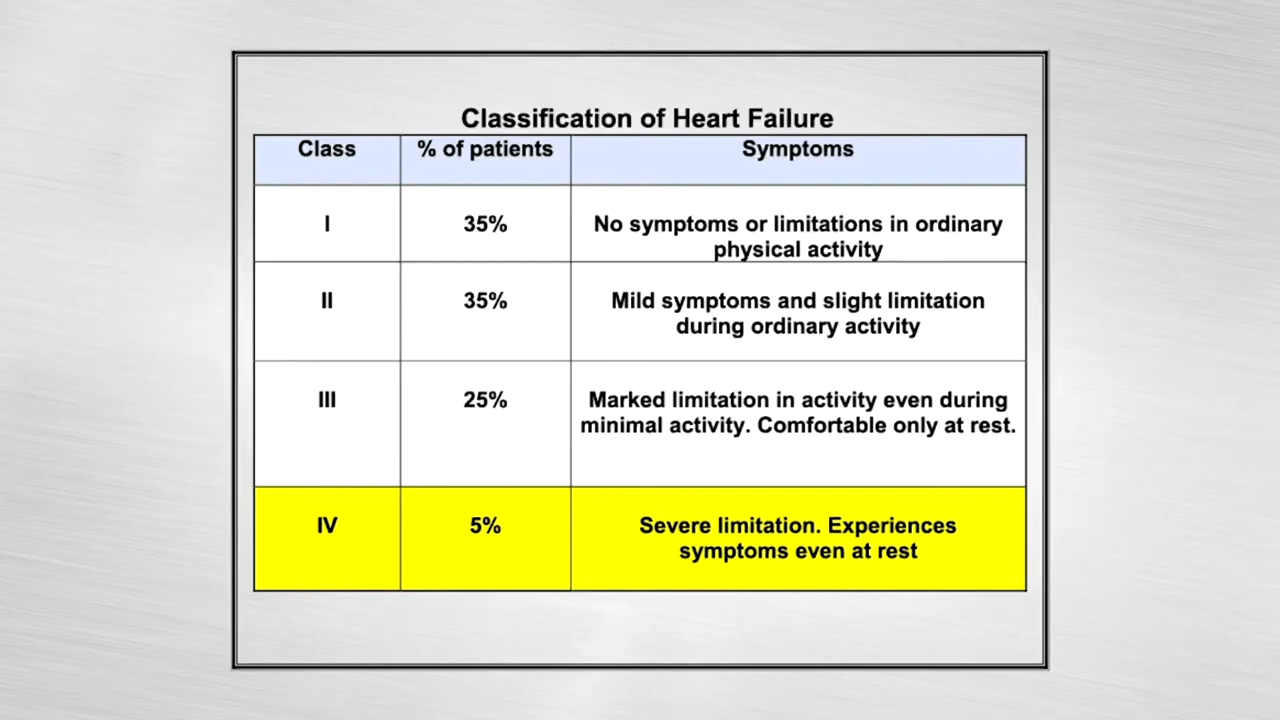 Classification of Heart Failure
Class % of patients Symptoms
I 35% No symptoms or limitations in ordinary
physical activity
II 35% Mild symptoms and slight limitation
during ordinary activity
III 25% Marked limitation in activity even during
minimal activity. Comfortable only at rest.
IV 5% Severe limitation. Experiences
symptoms even at rest